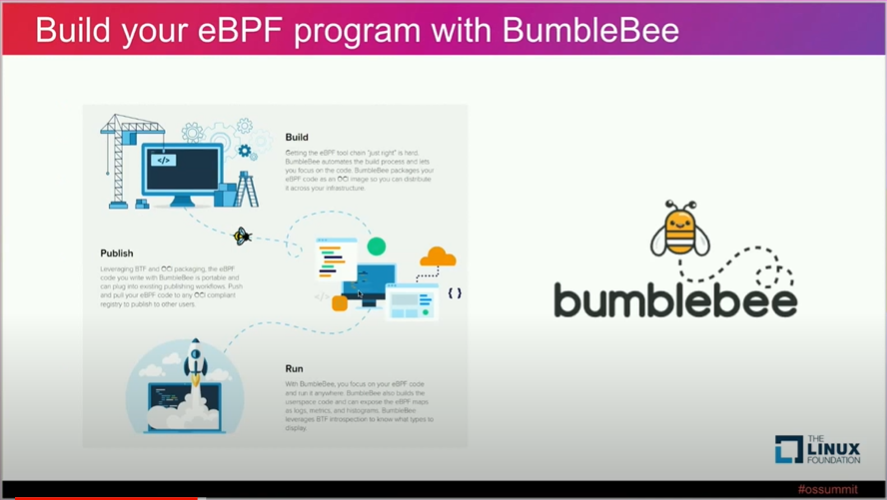 Build your eBPF program with BumbleBee
Build
Getting the eBPF tool chain "just right" is hard.
BumbleBee automates the build process and lets
you focus on the code. BumbleBee packages your
eBPF code as an OCI image so you can distribute
it across your infrastructure.
</>
Publish
Leveraging BTF and OCI packaging, the eBPF
code you write with BumbleBee is portable and
can plug into existing publishing workflows. Push
and pull your eBPF code to any OCI compliant
registry to publish to other users.
</>
{ }
Run
With BumbleBee, you focus on your eBPF code
and run it anywhere. BumbleBee also builds the
userspace code and can expose the eBPF maps
as logs, metrics, and histograms. BumbleBee
leverages BTF introspection to know what types to
display.
bumblebee
THE
LINUX
FOUNDATION
#ossummit